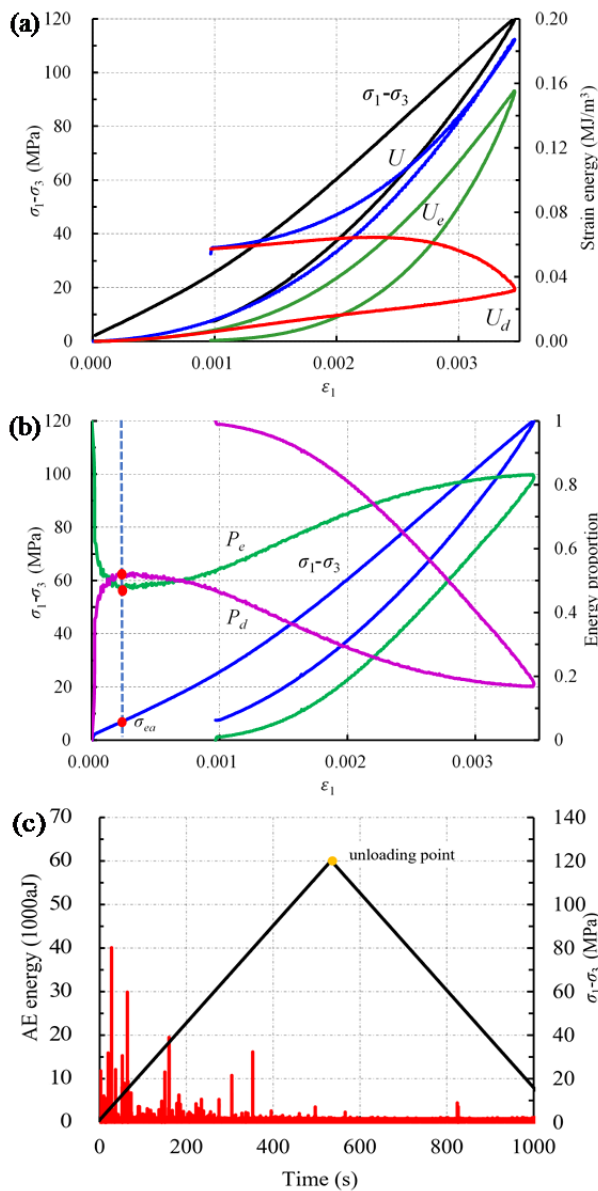 (a)
120
100
80
60
40
20
0
σ1-σ3 (MPa)
0.20
0.16
0.12
0.08
0.04
0.00
Strain energy (MJ/m³)
σ1-σ3
U
Ue
Ud
0.000 0.001 0.002 0.003
ε1
(b)
120
100
80
60
40
20
0
σ1-σ3 (MPa)
1
0.8
0.6
0.4
0.2
0
Energy proportion
Pe
σ1-σ3
Pd
σea
0.000 0.001 0.002 0.003
ε1
(c)
70
60
50
40
30
20
10
0
AE energy (1000aJ)
140
120
100
80
60
40
20
0
σ1-σ3 (MPa)
unloading point
0 200 400 600 800 1000
Time (s)